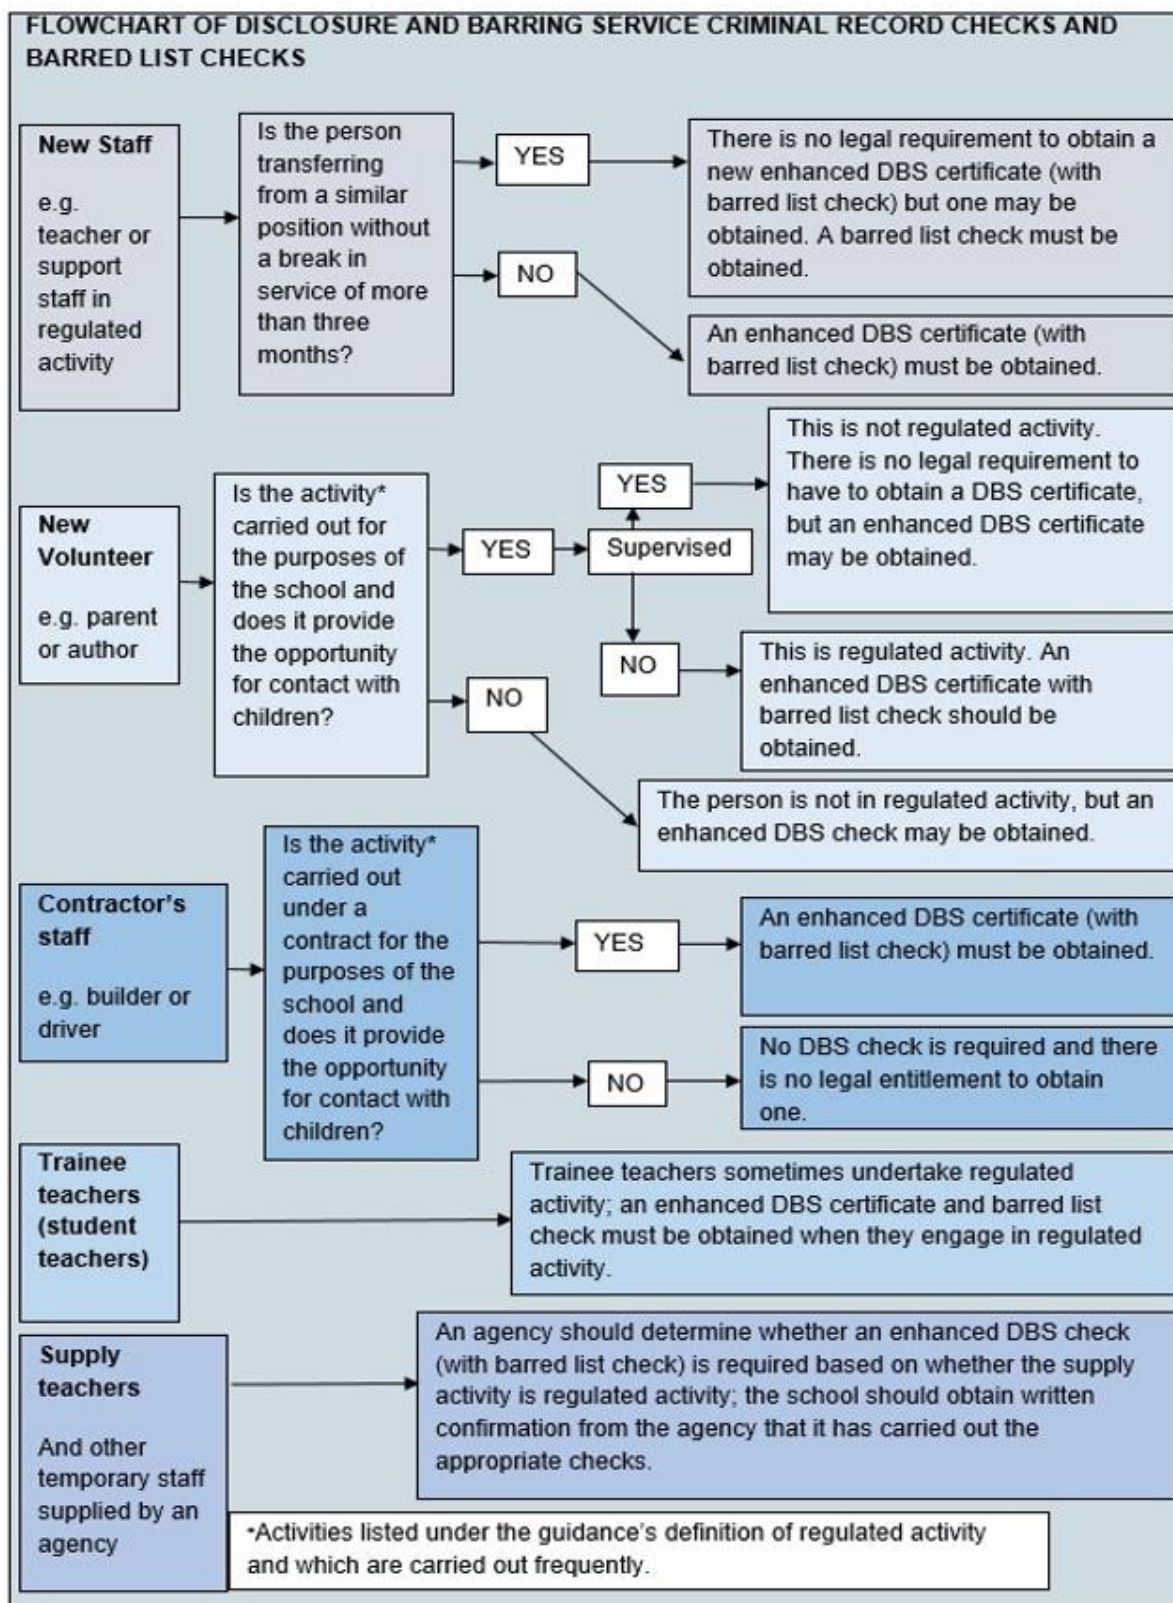 FLOWCHART OF DISCLOSURE AND BARRING SERVICE CRIMINAL RECORD CHECKS AND
BARRED LIST CHECKS
New Staff
e.g.
teacher or
support
staff in
regulated
activity
Is the person
transferring
from a similar
position without
a break in
service of more
than three
months?
YES
There is no legal requirement to obtain a
new enhanced DBS certificate (with
barred list check) but one may be
obtained. A barred list check must be
obtained.
NO
An enhanced DBS certificate (with
barred list check) must be obtained.
New
Volunteer
e.g. parent
or author
Is the activity*
carried out for
the purposes of
the school and
does it provide
the opportunity
for contact with
children?
YES
Supervised
YES
This is not regulated activity.
There is no legal requirement to
have to obtain a DBS certificate,
but an enhanced DBS certificate
may be obtained.
NO
This is regulated activity. An
enhanced DBS certificate with
barred list check should be
obtained.
NO
The person is not in regulated activity, but an
enhanced DBS check may be obtained.
Contractor's
staff
e.g. builder or
driver
Is the activity*
carried out
under a
contract for the
purposes of the
school and
does it provide
the opportunity
for contact with
children?
YES
An enhanced DBS certificate (with
barred list check) must be obtained.
NO
No DBS check is required and there
is no legal entitlement to obtain
one.
Trainee
teachers
(student
teachers)
Trainee teachers sometimes undertake regulated
activity; an enhanced DBS certificate and barred list
check must be obtained when they engage in regulated
activity.
Supply
teachers
And other
temporary staff
supplied by an
agency
An agency should determine whether an enhanced DBS check
(with barred list check) is required based on whether the supply
activity is regulated activity; the school should obtain written
confirmation from the agency that it has carried out the
appropriate checks.
*Activities listed under the guidance's definition of regulated activity
and which are carried out frequently.